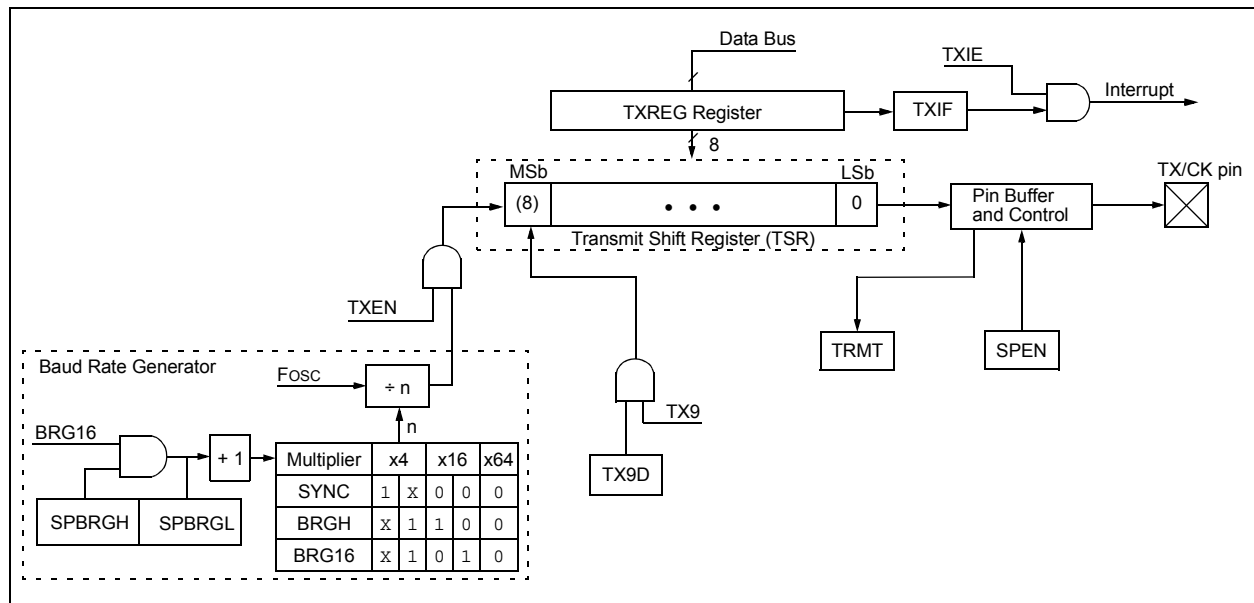 Data Bus
TXIE
Interrupt
TXREG Register
TXIF
8
MSb
LSb
TX/CK pin
(8)
• • •
0
Pin Buffer
and Control
Transmit Shift Register (TSR)
TXEN
TRMT
SPEN
Baud Rate Generator
FOSC
÷ n
n
TX9
BRG16
+ 1
TX9D
Multiplier x4 x16 x64
SYNC 1 X 0 0 0
BRGH X 1 1 0 0
BRG16 X 1 0 1 0
SPBRGH SPBRGL